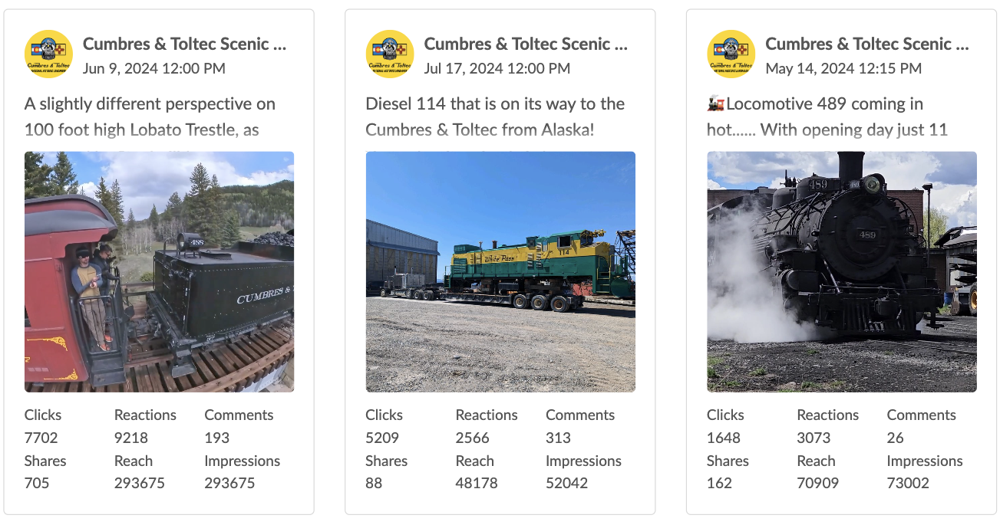 Cumbres & Toltec Scenic ...
Jun 9, 2024 12:00 PM
A slightly different perspective on
100 foot high Lobato Trestle, as
488
CUMBRES &
Clicks Reactions Comments
7702 9218 193
Shares Reach Impressions
705 293675 293675
Cumbres & Toltec Scenic ...
Jul 17, 2024 12:00 PM
Diesel 114 that is on its way to the
Cumbres & Toltec from Alaska!
White Pass
114
Clicks Reactions Comments
5209 2566 313
Shares Reach Impressions
88 48178 52042
Cumbres & Toltec Scenic ...
May 14, 2024 12:15 PM
🚂Locomotive 489 coming in
hot...... With opening day just 11
489
489
489
Clicks Reactions Comments
1648 3073 26
Shares Reach Impressions
162 70909 73002